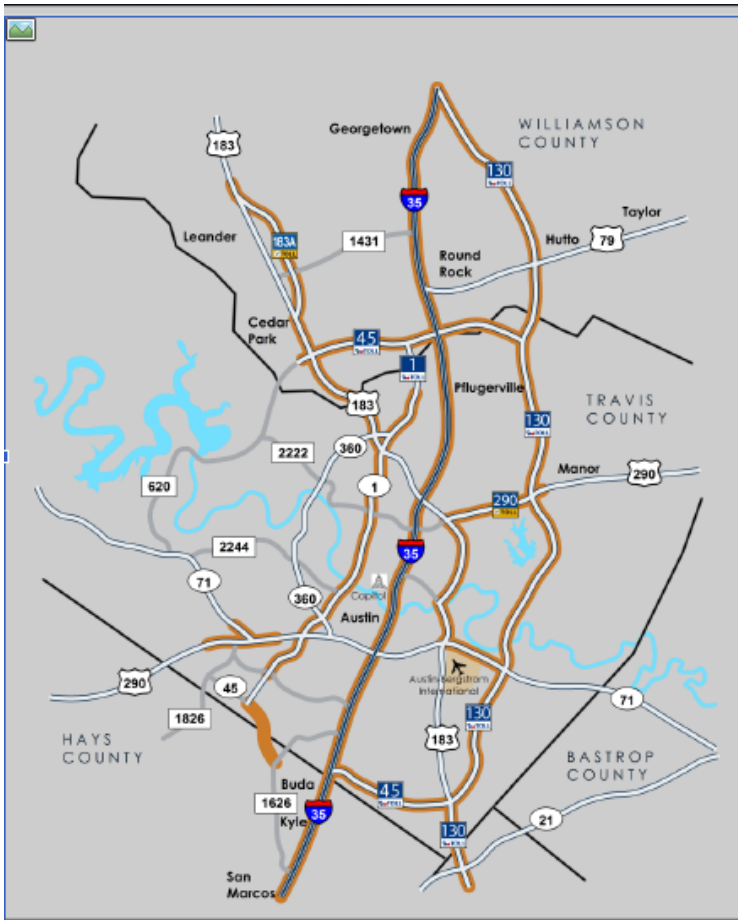 Georgetown
WILLIAMSON
COUNTY
183
130
35
Taylor
Leander
183A
TOLL
1431
Hutto
79
Round
Rock
Cedar
Park
45
1
Pflugerville
TRAVIS
COUNTY
183
130
360
2222
Manor
290
620
1
290
TOLL
2244
35
71
Capitol
360
Austin
Austin-Bergstrom
International
290
45
71
1826
130
183
HAYS
COUNTY
BASTROP
COUNTY
Buda
45
1626
Kyle
35
21
130
San
Marcos